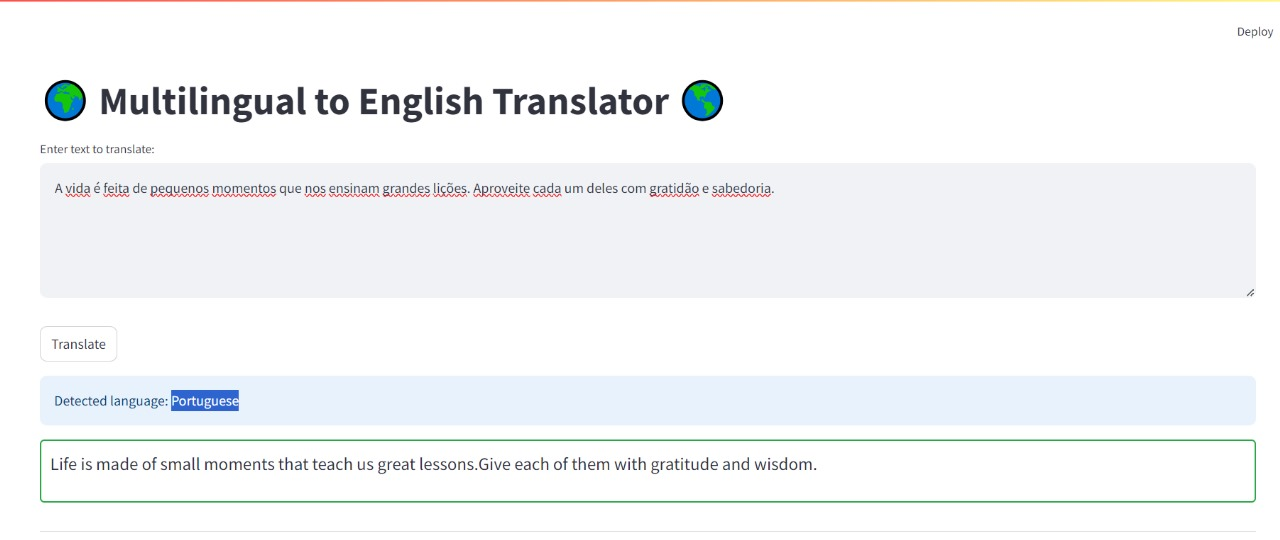 Deploy
Multilingual to English Translator
Enter text to translate:
A vida é feita de pequenos momentos que nos ensinam grandes lições. Aproveite cada um deles com gratidão e sabedoria.
Translate
Detected language: Portuguese
Life is made of small moments that teach us great lessons.Give each of them with gratitude and wisdom.